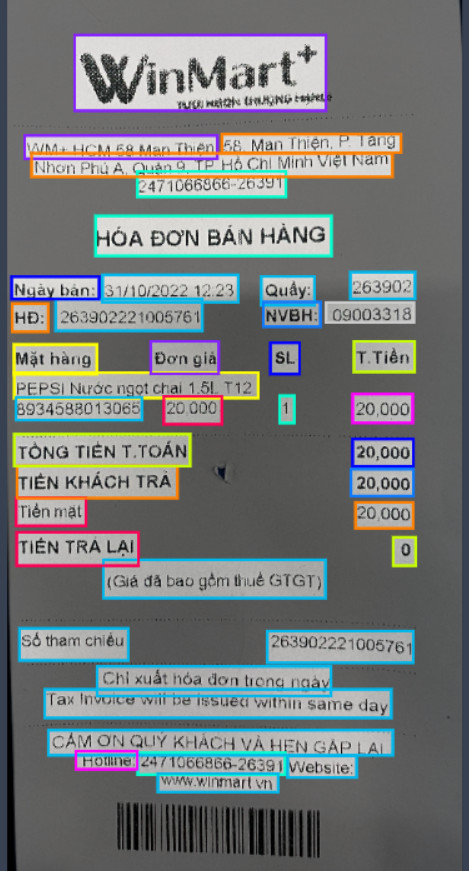 WinMart+
TƯƠI NGON THƯỢNG HẠNG
WM+ HCM 58 Man Thiện 58, Man Thiện, P. Tăng
Nhơn Phú A, Quận 9, TP. Hồ Chí Minh Việt Nam
2471066866-26391
HÓA ĐƠN BÁN HÀNG
Ngày bán: 31/10/2022 12:23 Quầy: 263902
HĐ: 263902221005761 NVBH: 09003318
Mặt hàng Đơn giá SL T.Tiền
PEPSI Nước ngọt chai 1.5L T12
8934588013065 20,000 1 20,000
TỔNG TIỀN T.TOÁN 20,000
TIỀN KHÁCH TRẢ 20,000
Tiền mặt 20,000
TIỀN TRẢ LẠI 0
(Giá đã bao gồm thuế GTGT)
Số tham chiếu 263902221005761
Chỉ xuất hóa đơn trong ngày
Tax Invoice will be issued within same day
CẢM ƠN QUÝ KHÁCH VÀ HẸN GẶP LẠI
Hotline: 2471066866-26391 Website:
www.winmart.vn